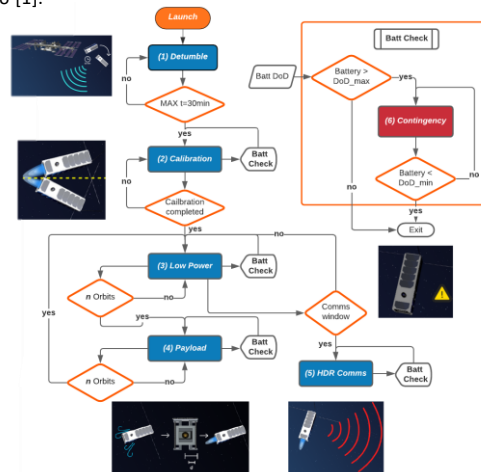 o [1].
Launch
(1) Detumble
no
MAX t=30min
yes
(2) Calibration
Batt
Check
no
Cailbration
completed
yes
no
(3) Low Power
Batt
Check
n Orbits
no
yes
yes
(4) Payload
Batt
Check
n Orbits
no
Comms
window
yes
(5) HDR Comms
Batt
Check
Batt Check
Batt DoD
Battery >
DoD_max
yes
(6) Contingency
Battery <
DoD_min
no
no
yes
Exit